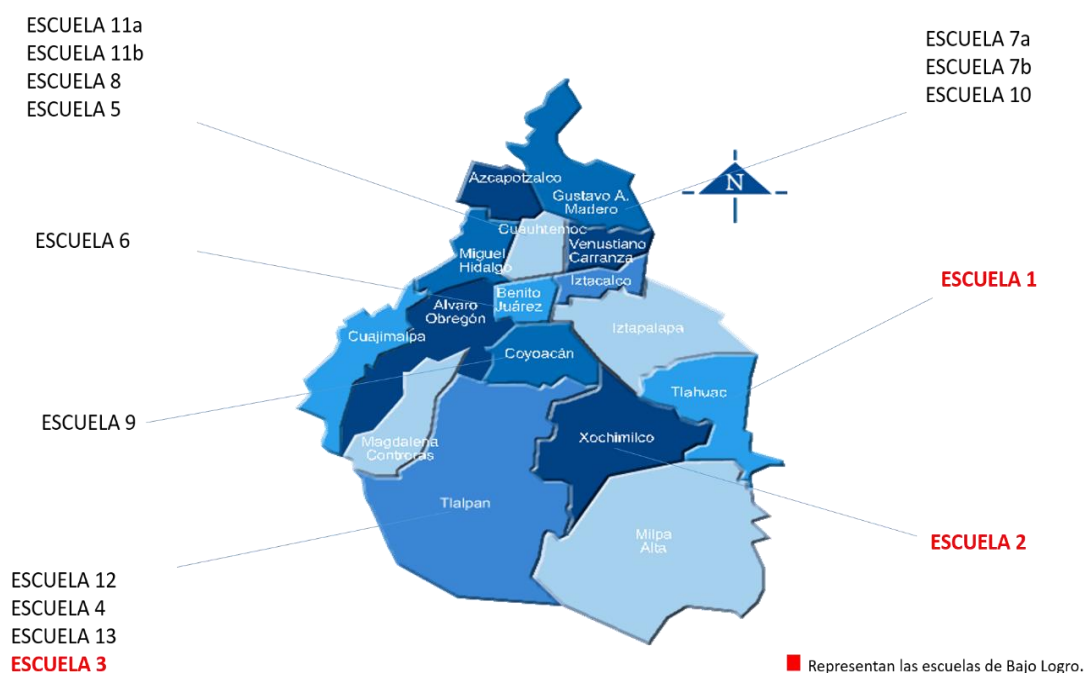 ESCUELA 11a
ESCUELA 11b
ESCUELA 8
ESCUELA 5
ESCUELA 7a
ESCUELA 7b
ESCUELA 10
Azcapotzalco
Gustavo A.
Madero
N
Cuauhtemoc
ESCUELA 6
Miguel
Hidalgo
Venustiano
Carranza
Iztacalco
ESCUELA 1
Benito
Juárez
Alvaro
Obregón
Cuajimalpa
Iztapalapa
Coyoacán
Tlahuac
ESCUELA 9
Magdalena
Contreras
Xochimilco
Tlalpan
Milpa
Alta
ESCUELA 2
ESCUELA 12
ESCUELA 4
ESCUELA 13
ESCUELA 3
Representan las escuelas de Bajo Logro.